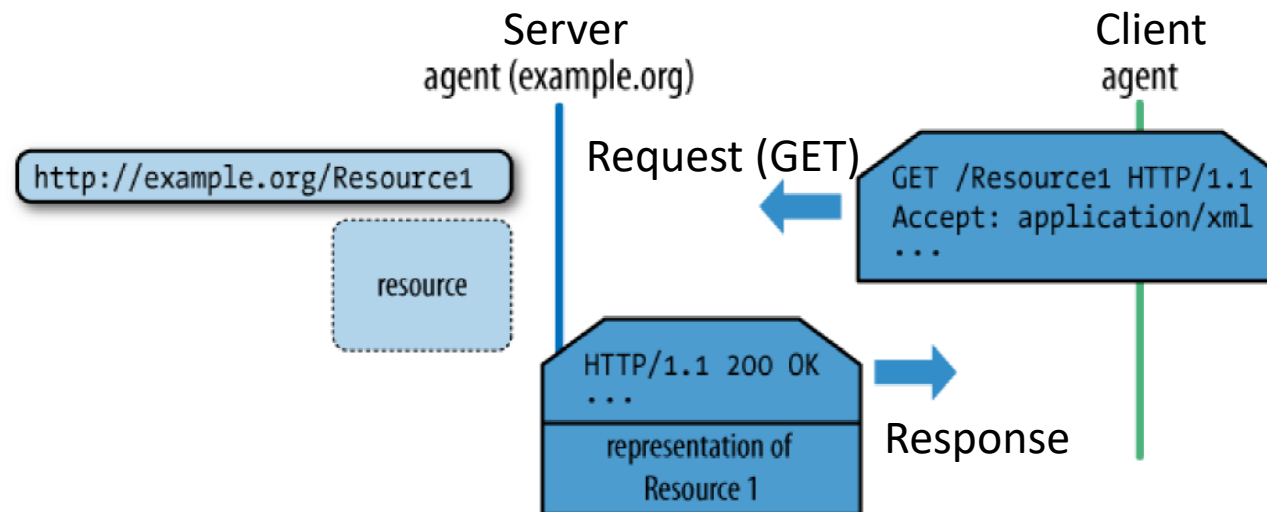 Server
agent (example.org)
Client
agent
http://example.org/Resource1
resource
Request (GET)
GET /Resource1 HTTP/1.1
Accept: application/xml
...
HTTP/1.1 200 OK
...
representation of
Resource 1
Response